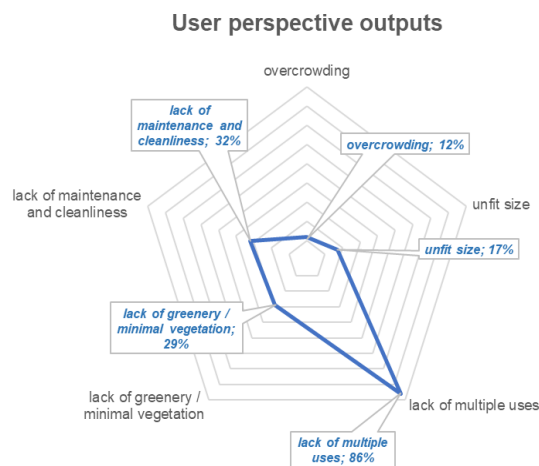 User perspective outputs
overcrowding
lack of
maintenance and
cleanliness; 32%
overcrowding; 12%
lack of maintenance
and cleanliness
unfit size
unfit size; 17%
lack of greenery /
minimal vegetation;
29%
lack of greenery /
minimal vegetation
lack of multiple uses
lack of multiple
uses; 86%